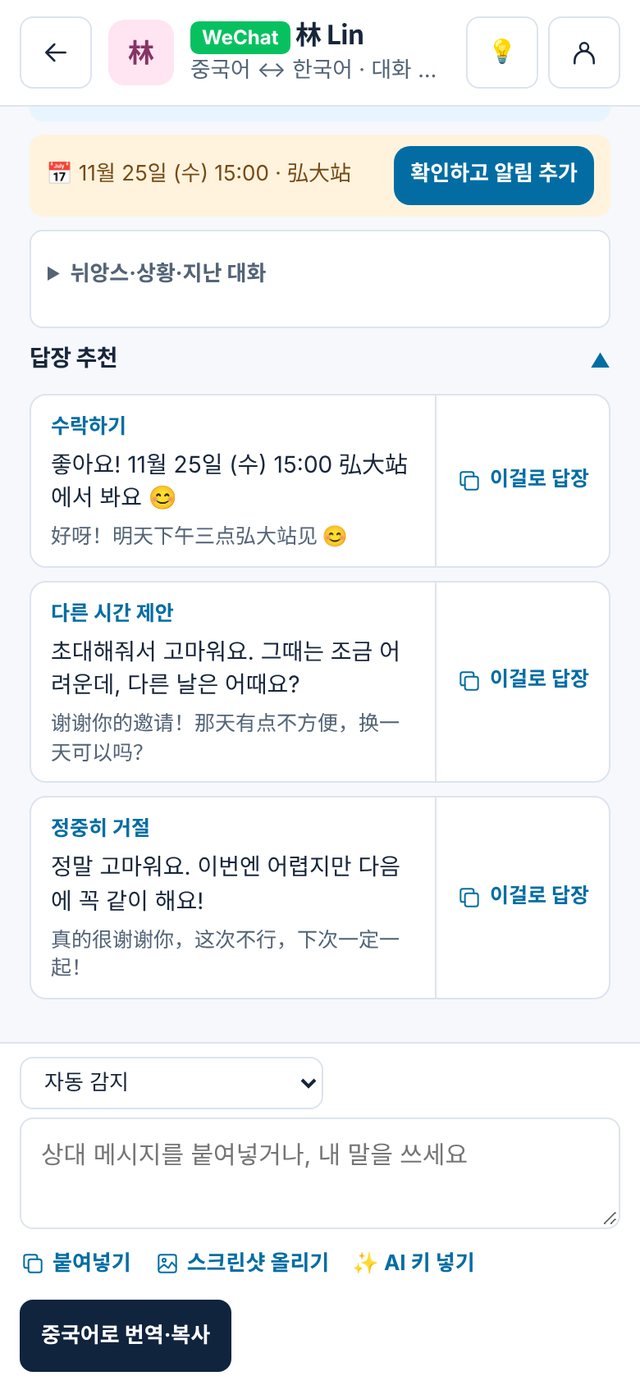 林
WeChat 林 Lin
중국어 ↔ 한국어 · 대화 ...
📅 11월 25일 (수) 15:00 · 弘大站
확인하고 알림 추가
▶ 뉘앙스·상황·지난 대화
답장 추천
▲
수락하기
좋아요! 11월 25일 (수) 15:00 弘大站
에서 봐요 😊
好呀！明天下午三点弘大站见 😊
이걸로 답장
다른 시간 제안
초대해줘서 고마워요. 그때는 조금 어
려운데, 다른 날은 어때요?
谢谢你的邀请！那天有点不方便，换一
天可以吗？
이걸로 답장
정중히 거절
정말 고마워요. 이번엔 어렵지만 다음
에 꼭 같이 해요!
真的很谢谢你，这次不行，下次一定一
起！
이걸로 답장
자동 감지
상대 메시지를 붙여넣거나, 내 말을 쓰세요
붙여넣기
스크린샷 올리기
✨ AI 키 넣기
중국어로 번역·복사